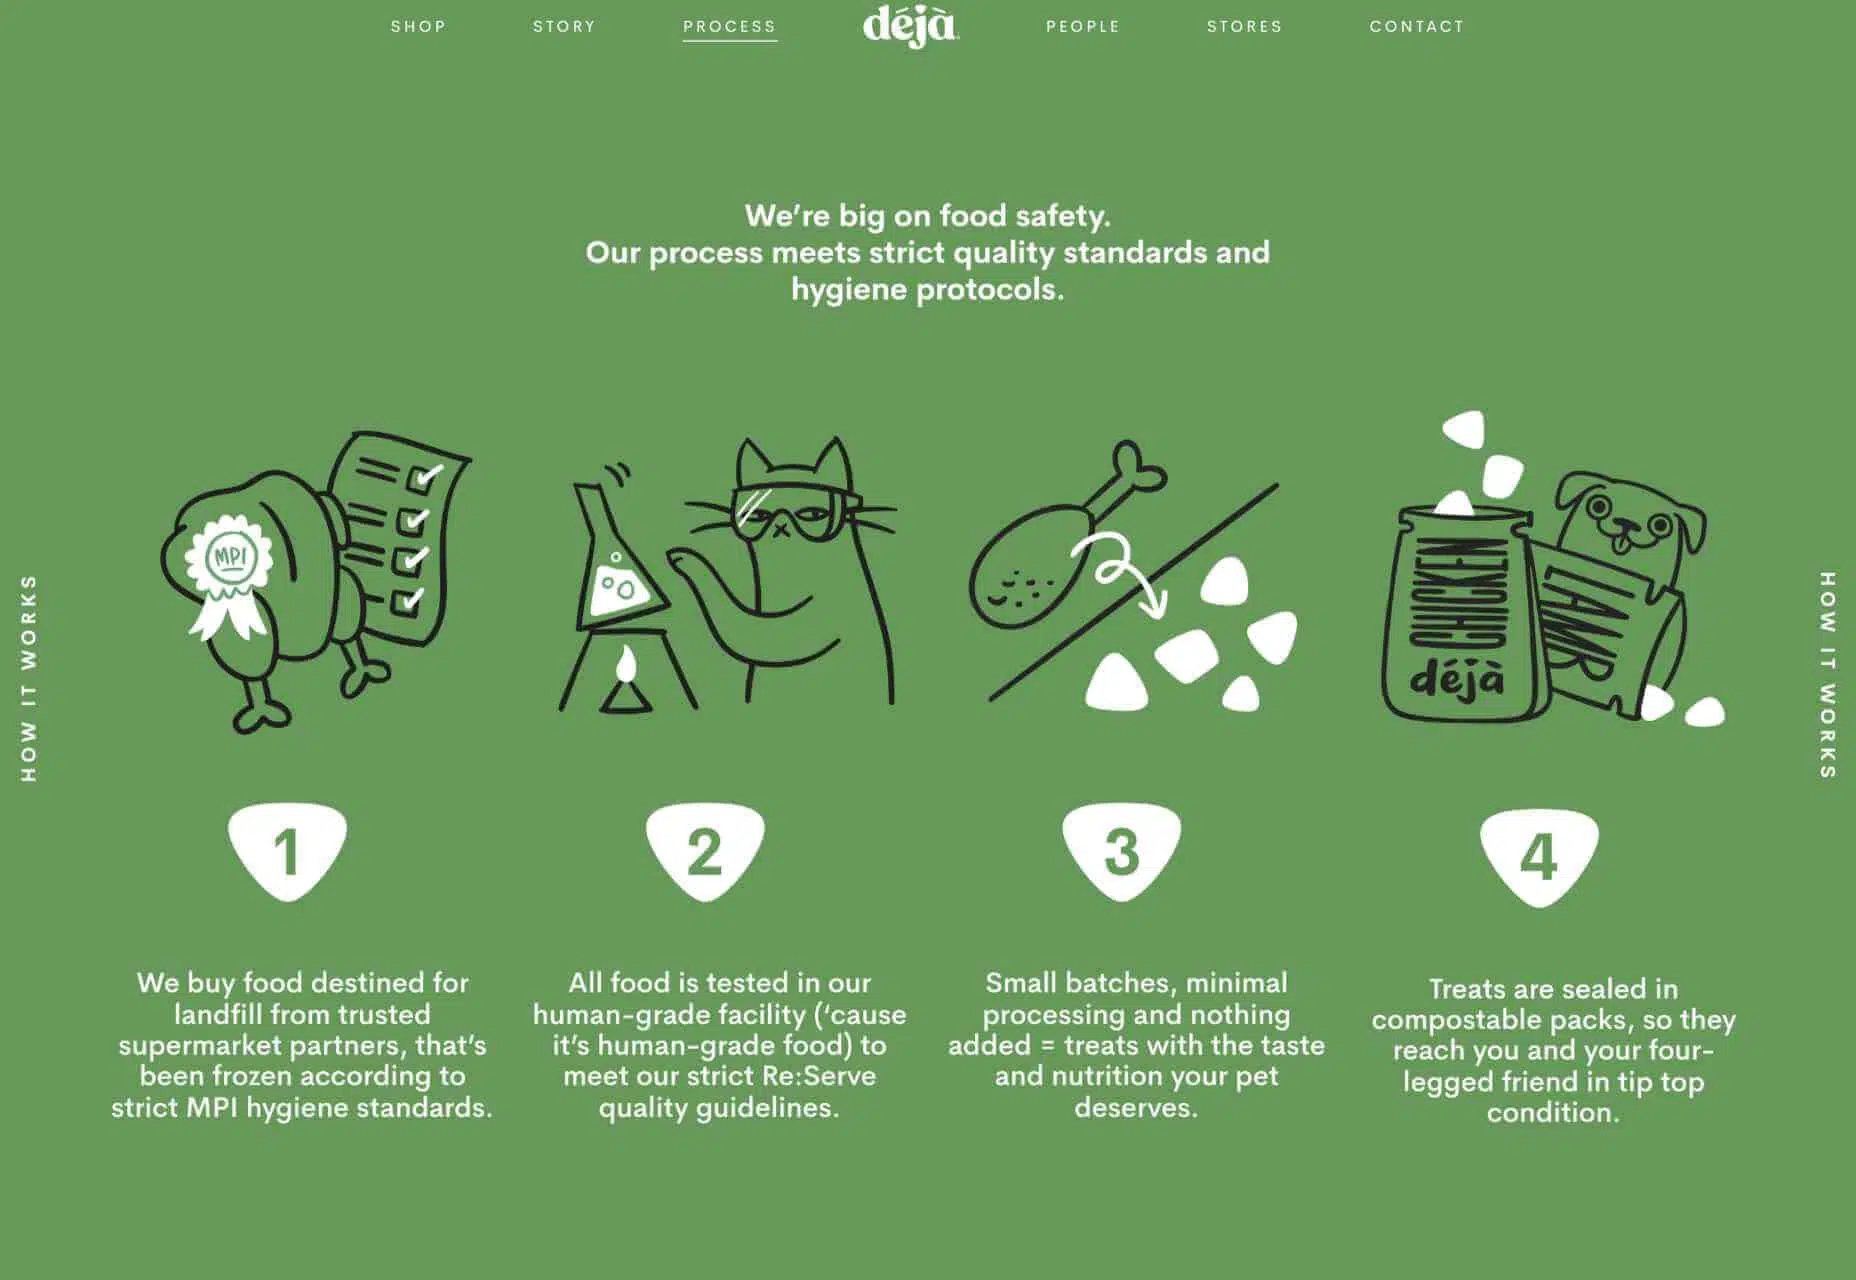 SHOP STORY PROCESS déjà PEOPLE STORES CONTACT
We're big on food safety.
Our process meets strict quality standards and
hygiene protocols.
HOW IT WORKS
MPI
CHICKEN
déjà
LAMB
HOW IT WORKS
1
We buy food destined for
landfill from trusted
supermarket partners, that's
been frozen according to
strict MPI hygiene standards.
2
All food is tested in our
human-grade facility ('cause
it's human-grade food) to
meet our strict Re:Serve
quality guidelines.
3
Small batches, minimal
processing and nothing
added = treats with the taste
and nutrition your pet
deserves.
4
Treats are sealed in
compostable packs, so they
reach you and your four-
legged friend in tip top
condition.